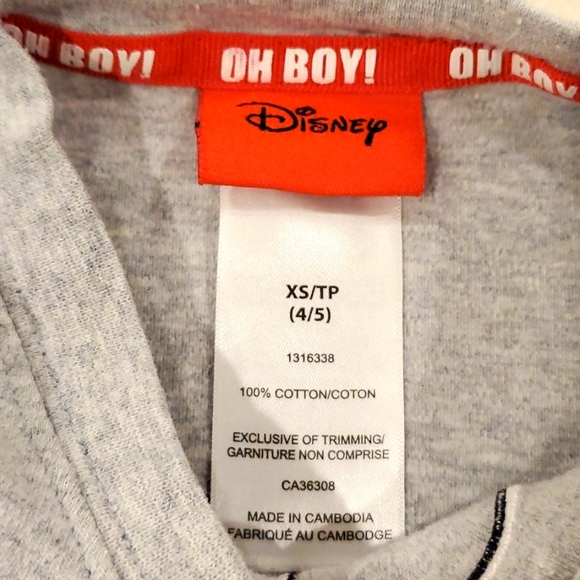 OH BOY! OH BOY! OH BOY!
Disney
XS/TP
(4/5)
1316338
100% COTTON/COTON
EXCLUSIVE OF TRIMMING/
GARNITURE NON COMPRISE
CA36308
MADE IN CAMBODIA
FABRIQUÉ AU CAMBODGE